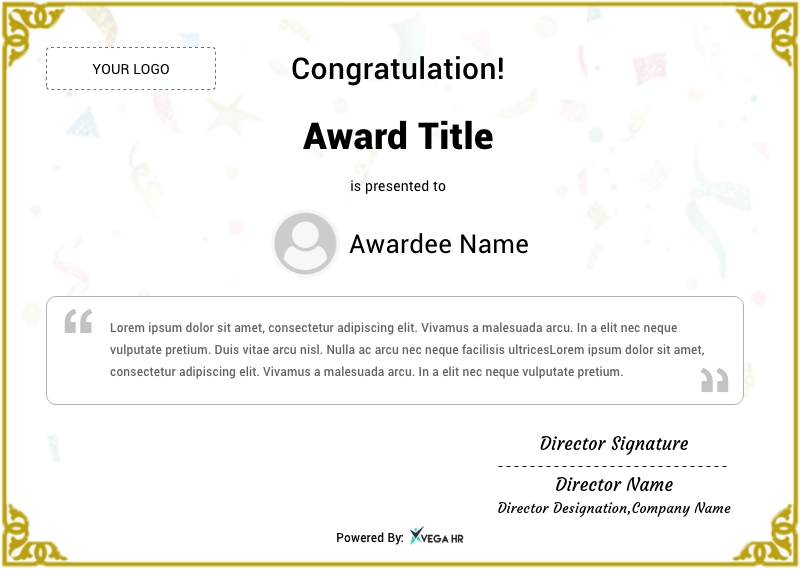 YOUR LOGO
Congratulation!
Award Title
is presented to
Awardee Name
Lorem ipsum dolor sit amet, consectetur adipiscing elit. Vivamus a malesuada arcu. In a elit nec neque
vulputate pretium. Duis vitae arcu nisl. Nulla ac arcu nec neque facilisis ultricesLorem ipsum dolor sit amet,
consectetur adipiscing elit. Vivamus a malesuada arcu. In a elit nec neque vulputate pretium.
Director Signature
Director Name
Director Designation,Company Name
Powered By: VEGA HR